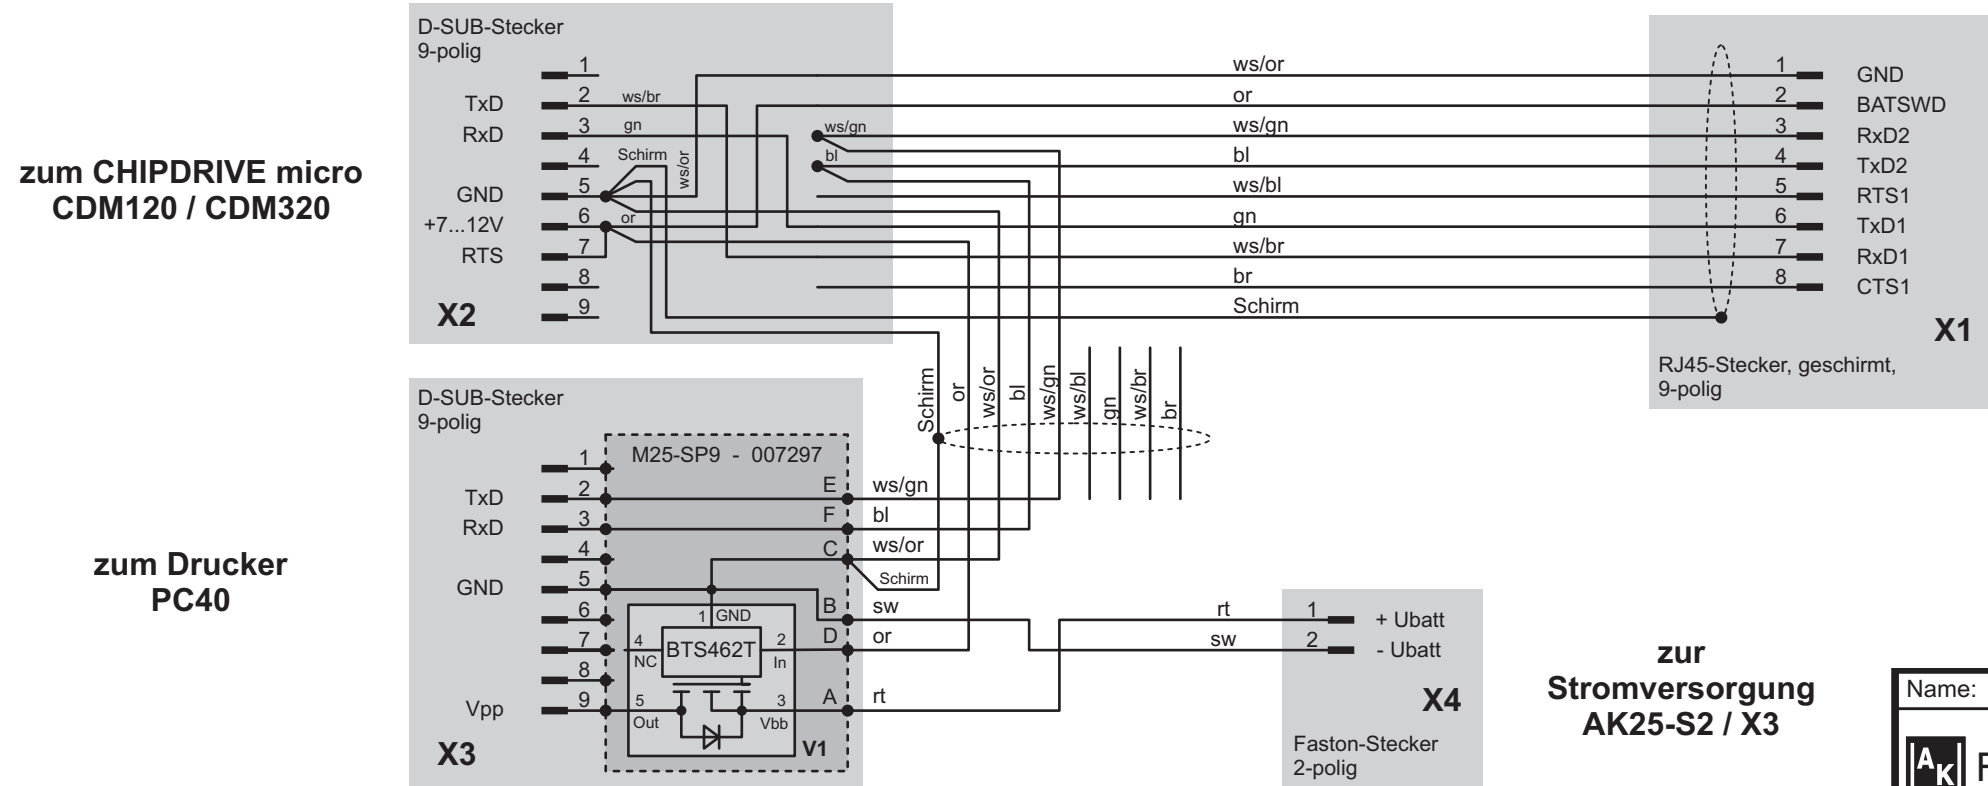 zum CHIPDRIVE micro
CDM120 / CDM320
D-SUB-Stecker
9-polig
1
TxD 2 ws/br
RxD 3 gn
4 Schirm
GND 5
+7...12V 6 or
RTS 7
8
9
X2
ws/or
ws/gn
bl
ws/or
or
ws/gn
bl
ws/bl
gn
ws/br
br
Schirm
1 GND
2 BATSWD
3 RxD2
4 TxD2
5 RTS1
6 TxD1
7 RxD1
8 CTS1
X1
RJ45-Stecker, geschirmt,
9-polig
Schirm
or
ws/or
bl
ws/gn
ws/bl
gn
ws/br
br
zum Drucker
PC40
D-SUB-Stecker
9-polig
1
TxD 2
RxD 3
4
GND 5
6
7
8
Vpp 9
X3
M25-SP9 - 007297
E ws/gn
F bl
C ws/or
Schirm
B sw
D or
A rt
1 GND
4 BTS462T 2
NC In
5 3
Out Vbb
V1
rt 1 + Ubatt
sw 2 - Ubatt
X4
Faston-Stecker
2-polig
zur
Stromversorgung
AK25-S2 / X3
Name:
AK